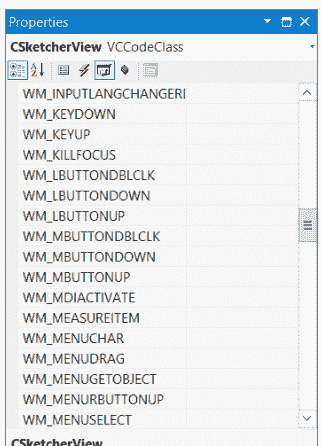 Properties
CSketcherView VCCodeClass
WM_INPUTLANGCHANGERI
WM_KEYDOWN
WM_KEYUP
WM_KILLFOCUS
WM_LBUTTONDBLCLK
WM_LBUTTONDOWN
WM_LBUTTONUP
WM_MBUTTONDBLCLK
WM_MBUTTONDOWN
WM_MBUTTONUP
WM_MDIACTIVATE
WM_MEASUREITEM
WM_MENUCHAR
WM_MENUDRAG
WM_MENUGETOBJECT
WM_MENURBUTTONUP
WM_MENUSELECT
CSketcherView